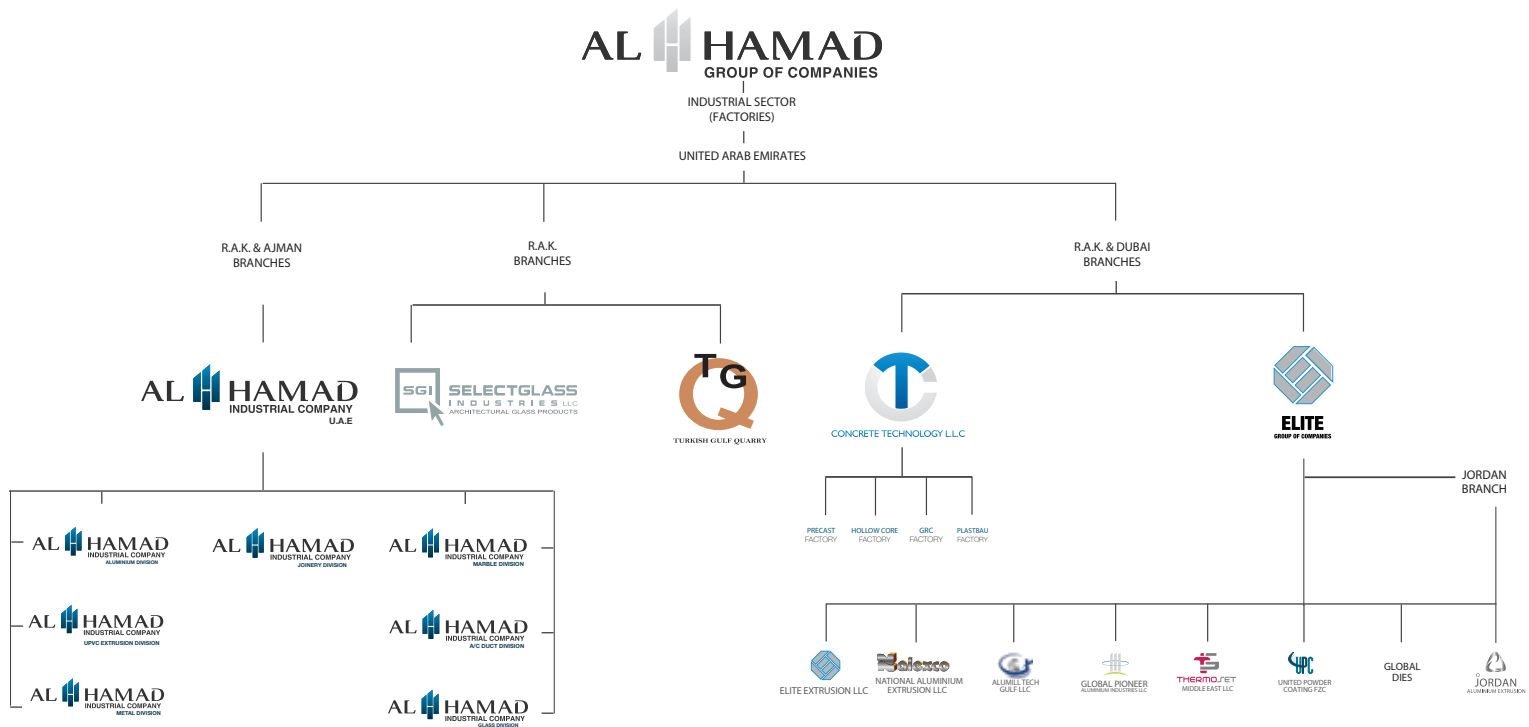 AL HAMAD
GROUP OF COMPANIES
INDUSTRIAL SECTOR
(FACTORIES)
UNITED ARAB EMIRATES
R.A.K. & AJMAN
BRANCHES
R.A.K.
BRANCHES
R.A.K. & DUBAI
BRANCHES
AL HAMAD
INDUSTRIAL COMPANY
U.A.E
SGI SELECTGLASS
INDUSTRIES LLC
ARCHITECTURAL GLASS PRODUCTS
TGQ
TURKISH GULF QUARRY
CONCRETE TECHNOLOGY L.L.C
ELITE
GROUP OF COMPANIES
JORDAN
BRANCH
PRECAST
FACTORY
HOLLOW CORE
FACTORY
GRC
FACTORY
PLASTBAU
FACTORY
AL HAMAD
INDUSTRIAL COMPANY
ALUMINIUM DIVISION
AL HAMAD
INDUSTRIAL COMPANY
JOINERY DIVISION
AL HAMAD
INDUSTRIAL COMPANY
MARBLE DIVISION
AL HAMAD
INDUSTRIAL COMPANY
UPVC EXTRUSION DIVISION
AL HAMAD
INDUSTRIAL COMPANY
A/C DUCT DIVISION
AL HAMAD
INDUSTRIAL COMPANY
METAL DIVISION
AL HAMAD
INDUSTRIAL COMPANY
GLASS DIVISION
ELITE EXTRUSION LLC
Nalexco
NATIONAL ALUMINIUM
EXTRUSION LLC
ALUMILL TECH
GULF LLC
GLOBAL PIONEER
ALUMINIUM INDUSTRIES LLC
THERMOSET
MIDDLE EAST LLC
UPC
UNITED POWDER
COATING FZC
GLOBAL
DIES
JORDAN
ALUMINIUM EXTRUSION